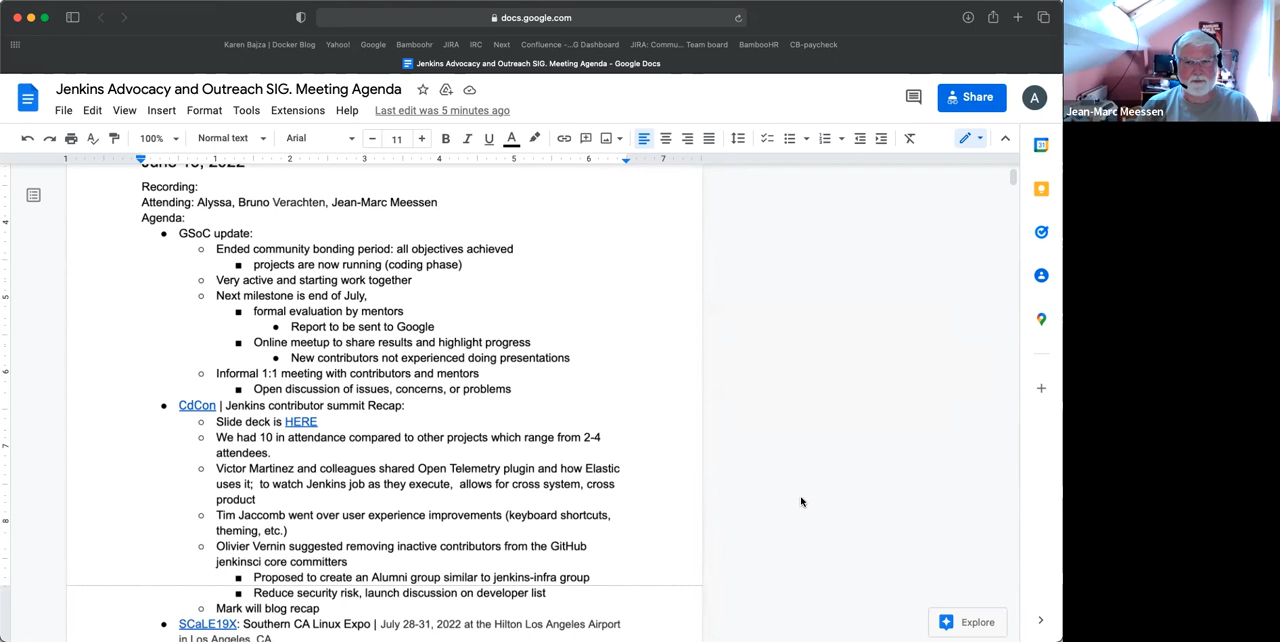 docs.google.com
Karen Bajza | Docker Blog Yahoo! Google Bamboohr JIRA IRC Next Confluence -...G Dashboard JIRA: Commu... Team board BambooHR CB-paycheck
Jenkins Advocacy and Outreach SIG. Meeting Agenda - Google Docs
Jenkins Advocacy and Outreach SIG. Meeting Agenda
Share
A
File Edit View Insert Format Tools Extensions Help Last edit was 5 minutes ago
100% Normal text Arial 11 B I U A
1 1 2 3 4 5 6 7
Recording:
Attending: Alyssa, Bruno Verachten, Jean-Marc Meessen
Agenda:
GSoC update:
Ended community bonding period: all objectives achieved
projects are now running (coding phase)
Very active and starting work together
Next milestone is end of July,
formal evaluation by mentors
Report to be sent to Google
Online meetup to share results and highlight progress
New contributors not experienced doing presentations
Informal 1:1 meeting with contributors and mentors
Open discussion of issues, concerns, or problems
CdCon | Jenkins contributor summit Recap:
Slide deck is HERE
We had 10 in attendance compared to other projects which range from 2-4
attendees.
Victor Martinez and colleagues shared Open Telemetry plugin and how Elastic
uses it; to watch Jenkins job as they execute, allows for cross system, cross
product
Tim Jaccomb went over user experience improvements (keyboard shortcuts,
theming, etc.)
Olivier Vernin suggested removing inactive contributors from the GitHub
jenkinsci core committers
Proposed to create an Alumni group similar to jenkins-infra group
Reduce security risk, launch discussion on developer list
Mark will blog recap
SCaLE19X: Southern CA Linux Expo | July 28-31, 2022 at the Hilton Los Angeles Airport
in Los Angeles, CA
Explore
Jean-Marc Meessen